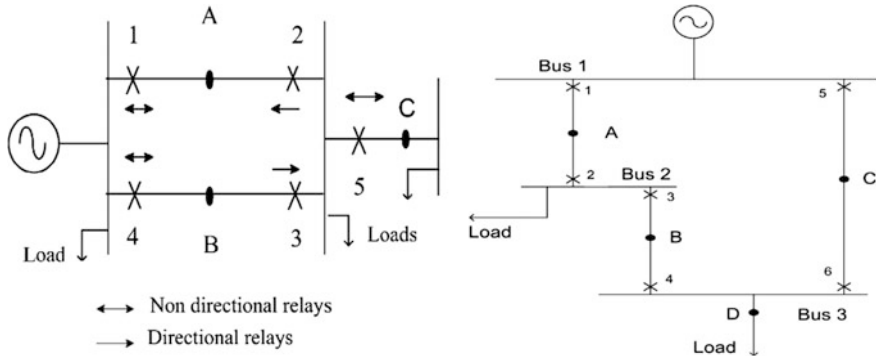 A
1
2
C
5
4
B
3
Load
Loads
Non directional relays
Directional relays
Bus 1
1
5
A
C
2
Bus 2
3
Load
B
4
6
D
Bus 3
Load